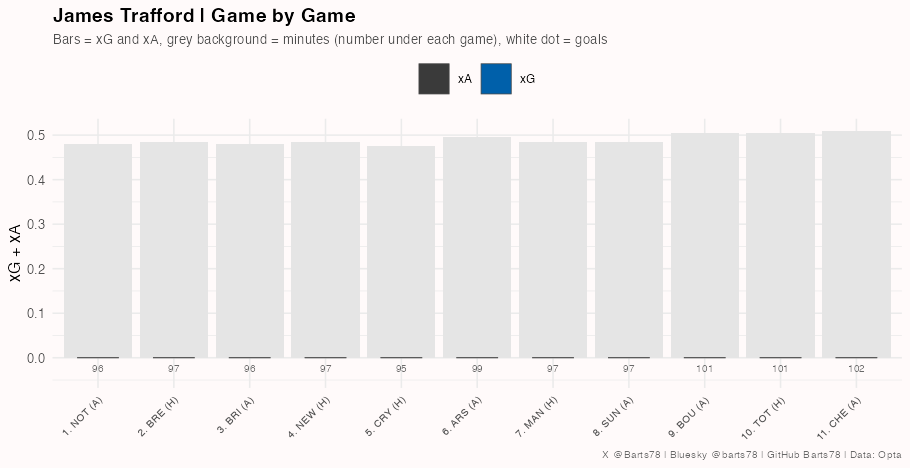 James Trafford | Game by Game
Bars = xG and xA, grey background = minutes (number under each game), white dot = goals
xA xG
xG + xA
0.5
0.4
0.3
0.2
0.1
0.0
96 97 96 97 95 99 97 97 101 101 102
1. NOT (A) 2. BRE (H) 3. BRI (A) 4. NEW (H) 5. CRY (H) 6. ARS (A) 7. MAN (H) 8. SUN (A) 9. BOU (A) 10. TOT (H) 11. CHE (A)
X @Barts78 | Bluesky @barts78 | GitHub Barts78 | Data: Opta